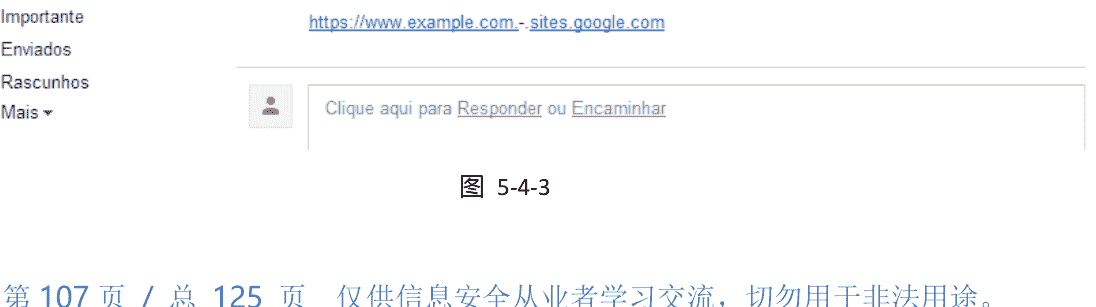 Importante
https://www.example.com.-.sites.google.com
Enviados
Rascunhos
Mais
Clique aqui para Responder ou Encaminhar
图 5-4-3
第 107 页 / 总 125 页 仅供信息安全从业者学习交流，切勿用于非法用途。